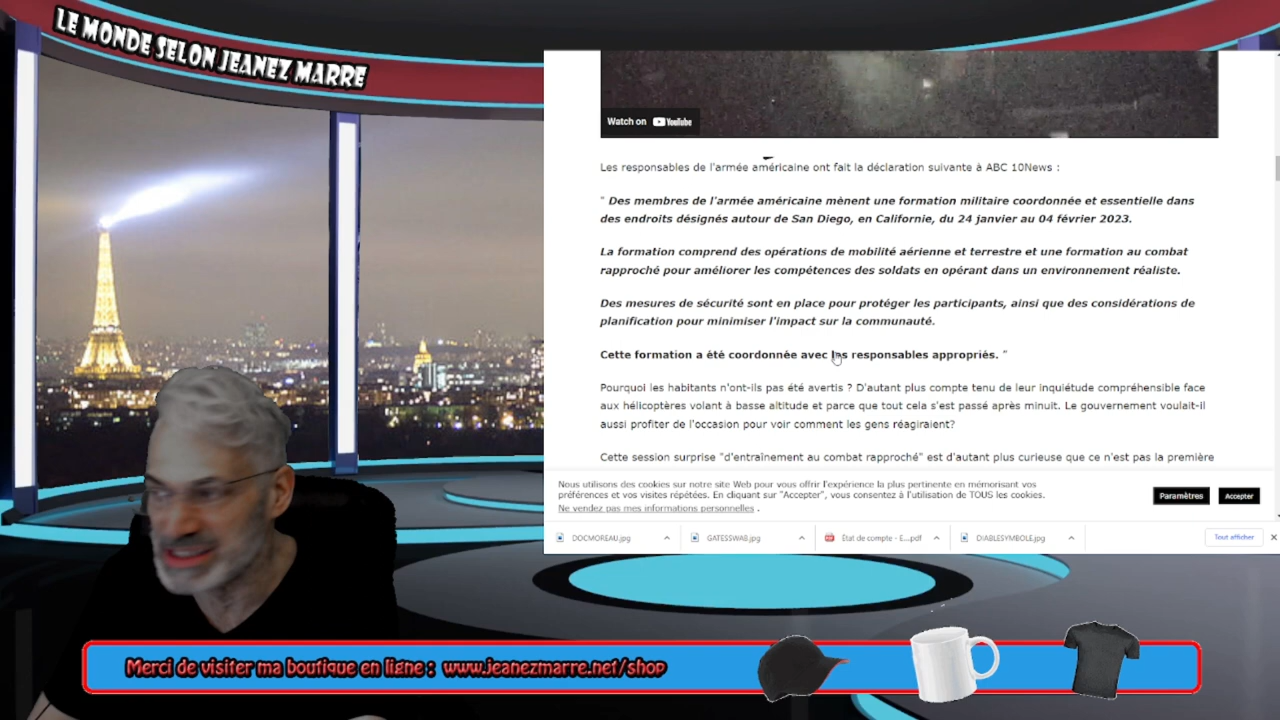 LE MONDE SELON JEANEZ MARRE
Watch on YouTube
Les responsables de l'armée américaine ont fait la déclaration suivante à ABC 10News :
" Des membres de l'armée américaine mènent une formation militaire coordonnée et essentielle dans
des endroits désignés autour de San Diego, en Californie, du 24 janvier au 04 février 2023.
La formation comprend des opérations de mobilité aérienne et terrestre et une formation au combat
rapproché pour améliorer les compétences des soldats en opérant dans un environnement réaliste.
Des mesures de sécurité sont en place pour protéger les participants, ainsi que des considérations de
planification pour minimiser l'impact sur la communauté.
Cette formation a été coordonnée avec les responsables appropriés. "
Pourquoi les habitants n'ont-ils pas été avertis ? D'autant plus compte tenu de leur inquiétude compréhensible face
aux hélicoptères volant à basse altitude et parce que tout cela s'est passé après minuit. Le gouvernement voulait-il
aussi profiter de l'occasion pour voir comment les gens réagiraient?
Cette session surprise "d'entraînement au combat rapproché" est d'autant plus curieuse que ce n'est pas la première
Nous utilisons des cookies sur notre site Web pour vous offrir l'expérience la plus pertinente en mémorisant vos
préférences et vos visites répétées. En cliquant sur "Accepter", vous consentez à l'utilisation de TOUS les cookies.
Ne vendez pas mes informations personnelles .
Paramètres
Accepter
DOCMOREAU.jpg
GATESSWAB.jpg
État de compte - E....pdf
DIABLESYMBOLE.jpg
Tout afficher
Merci de visiter ma boutique en ligne : www.jeanezmarre.net/shop